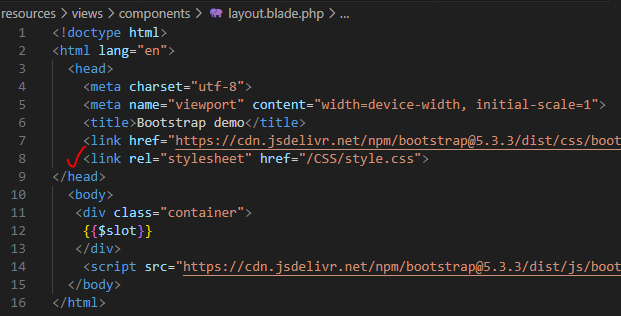 resources > views > components > layout.blade.php > ...
1 <!doctype html>
2 <html lang="en">
3 <head>
4 <meta charset="utf-8">
5 <meta name="viewport" content="width=device-width, initial-scale=1">
6 <title>Bootstrap demo</title>
7 <link href="https://cdn.jsdelivr.net/npm/bootstrap@5.3.3/dist/css/boot
8 <link rel="stylesheet" href="/CSS/style.css">
9 </head>
10 <body>
11 <div class="container">
12 {{$slot}}
13 </div>
14 <script src="https://cdn.jsdelivr.net/npm/bootstrap@5.3.3/dist/js/boot
15 </body>
16 </html>